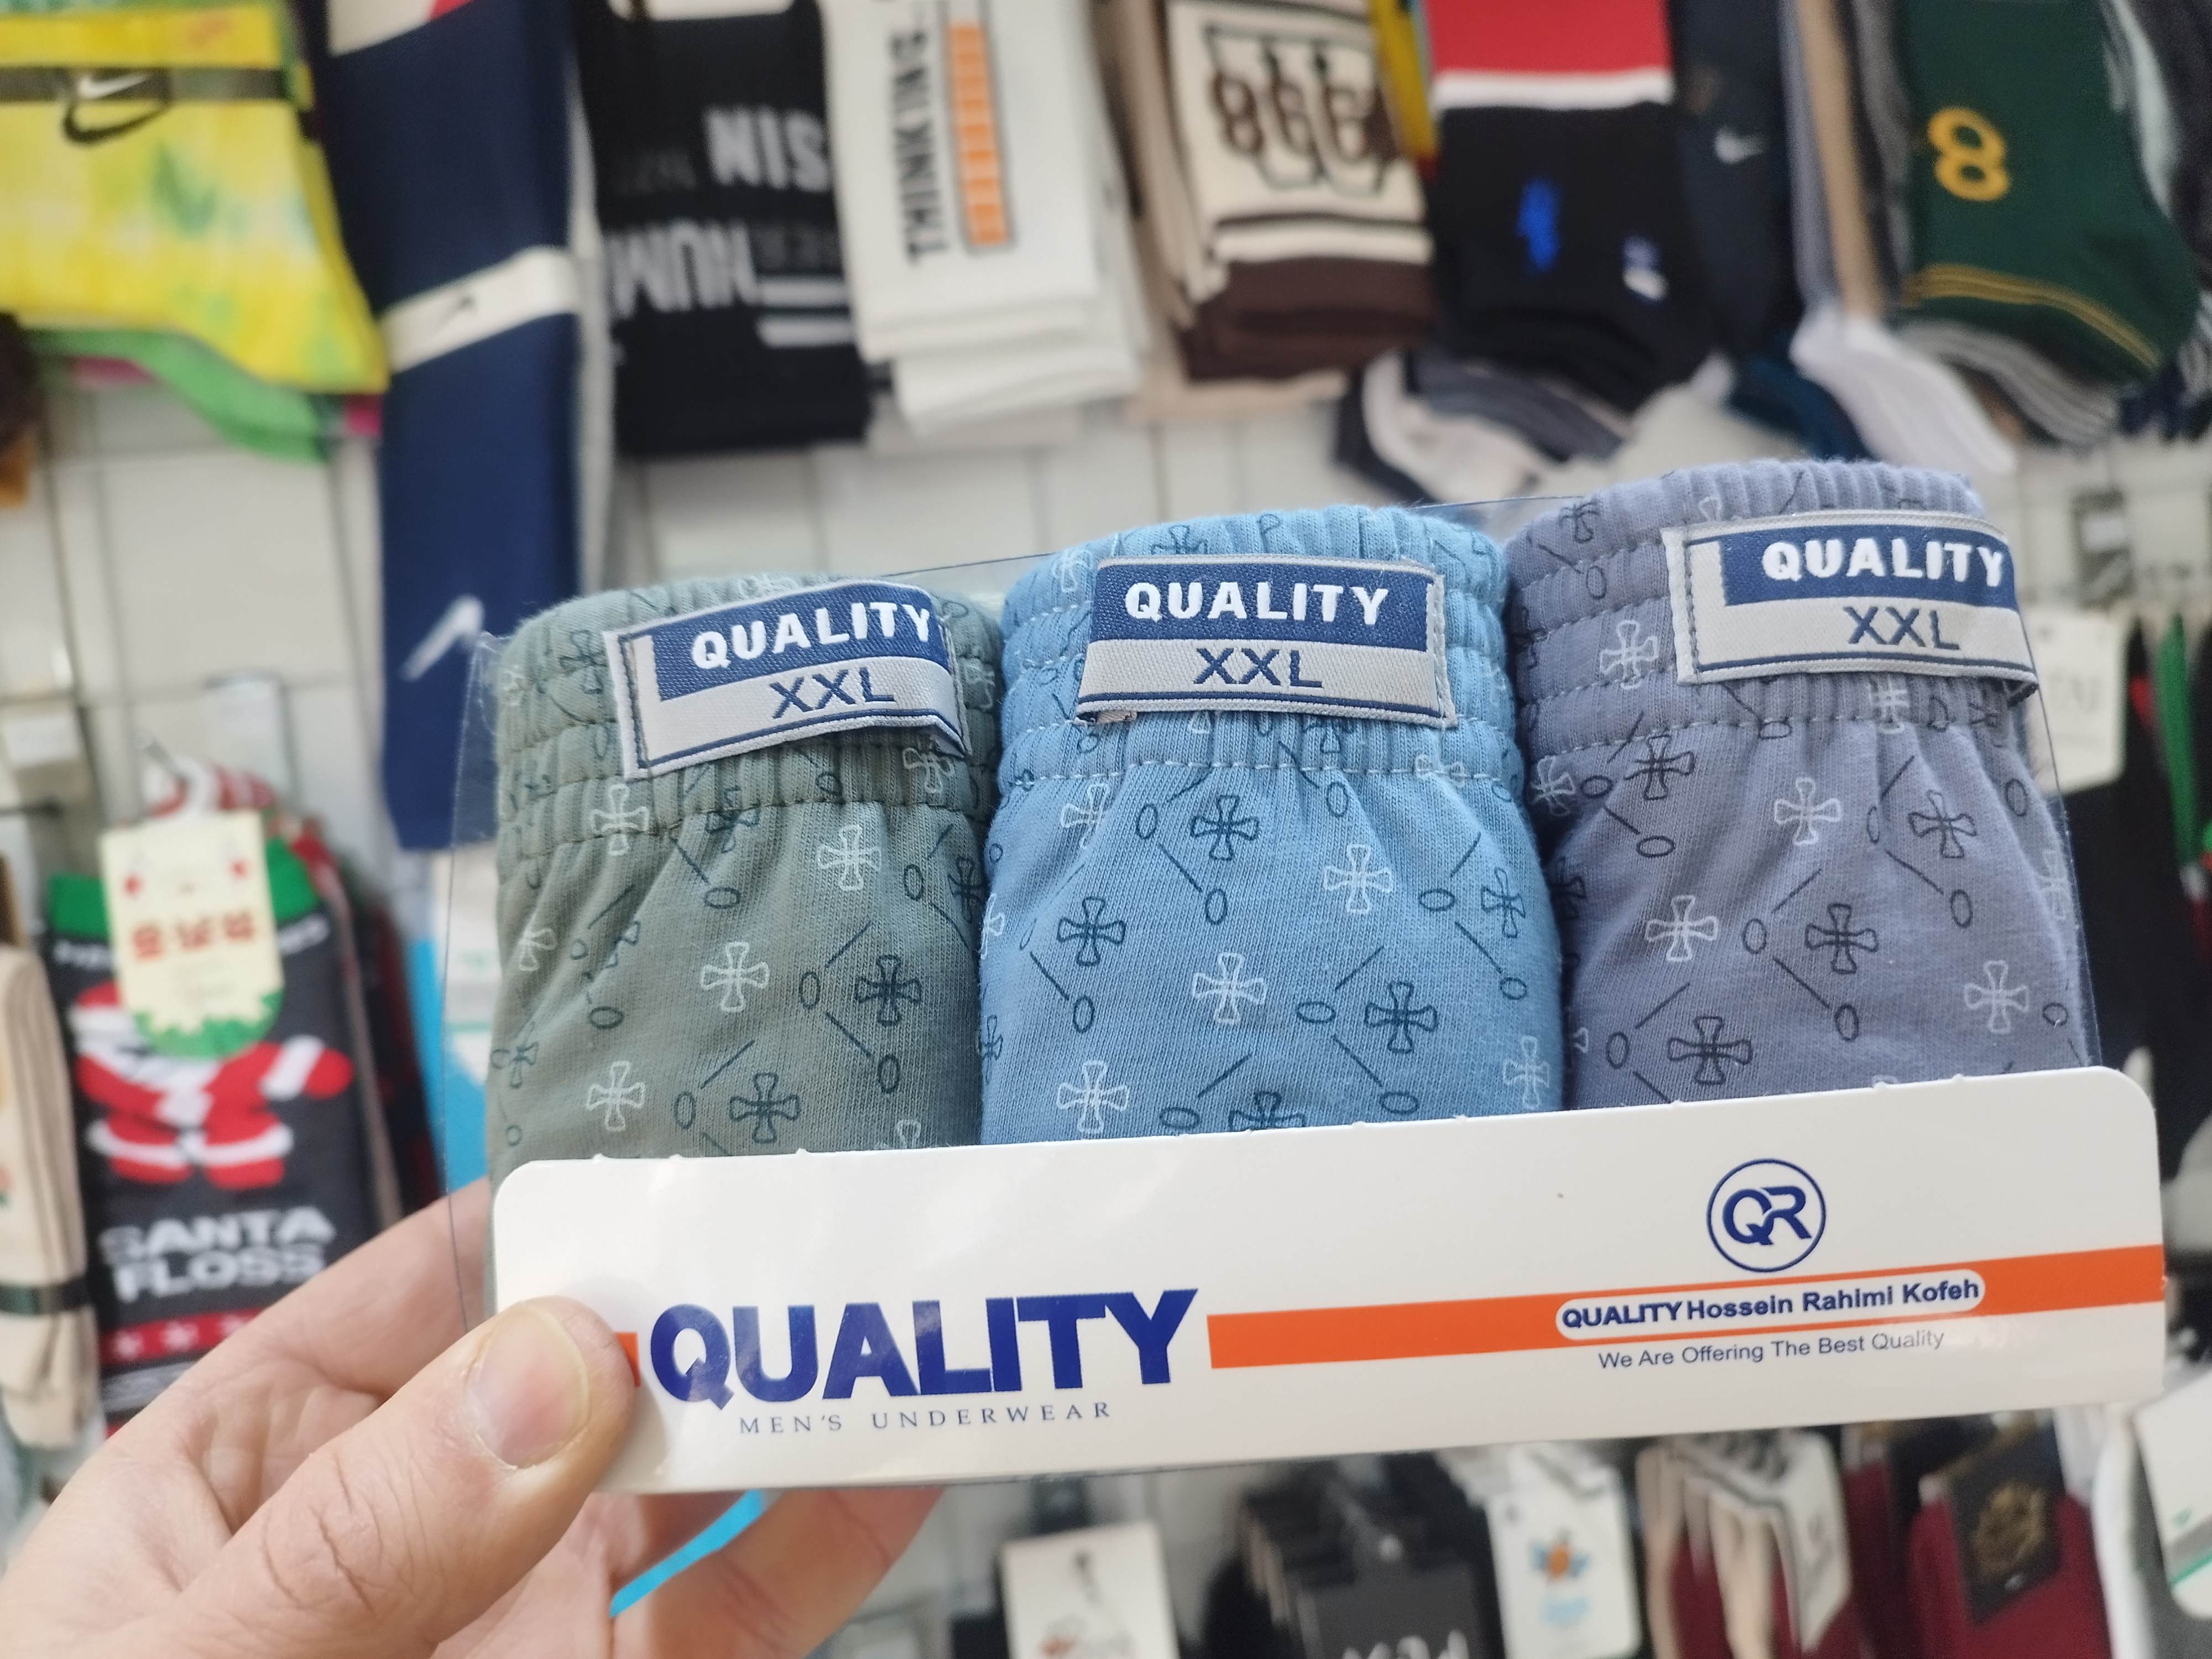 THINKING
8
QUALITY
XXL
QUALITY
XXL
QUALITY
XXL
SANTA
FLOSS
QR
QUALITY Hossein Rahimi Kofeh
We Are Offering The Best Quality
QUALITY
MEN'S UNDERWEAR